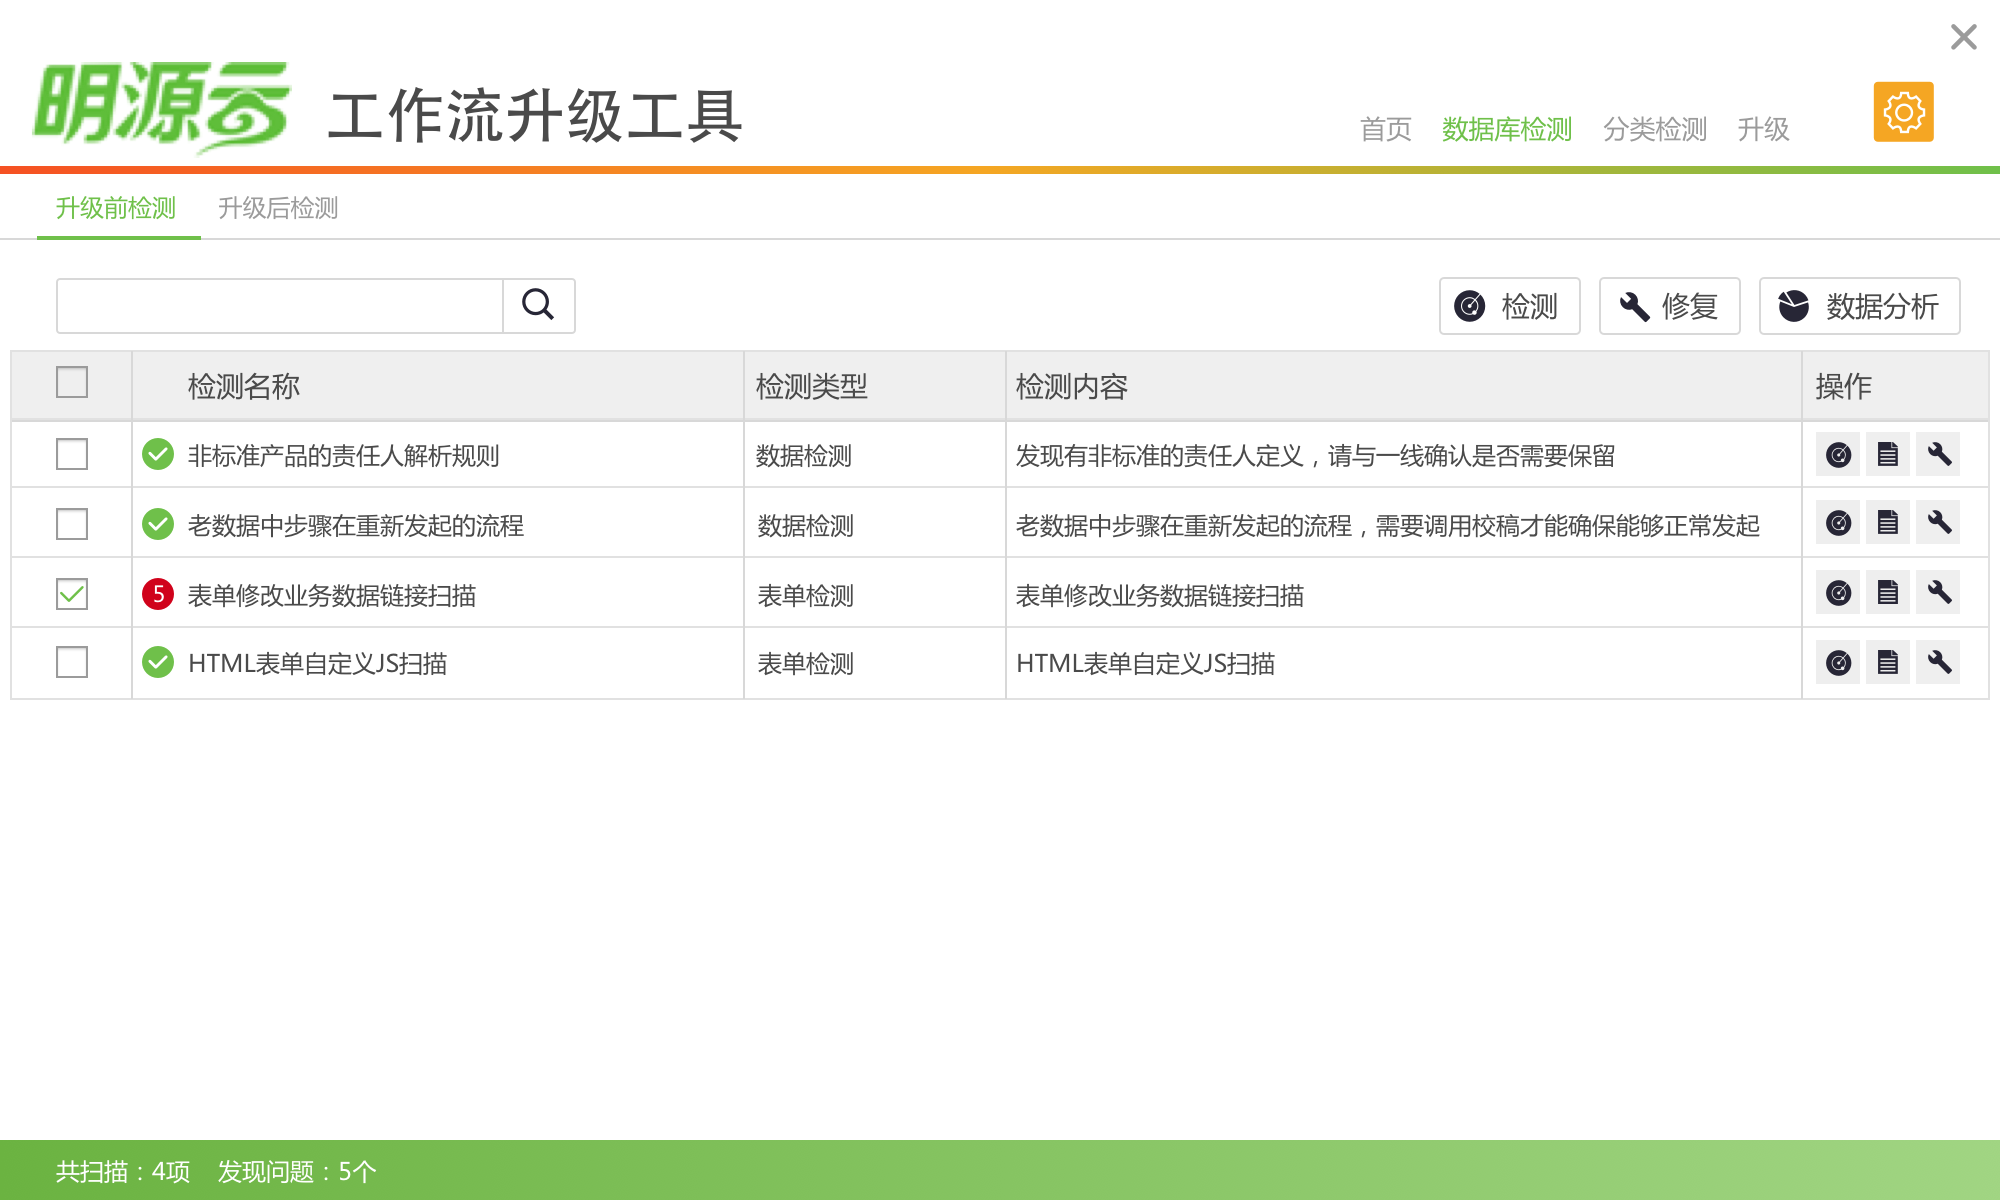 明源云 工作流升级工具
首页 数据库检测 分类检测 升级
升级前检测 升级后检测
检测 修复 数据分析
检测名称 检测类型 检测内容 操作
非标准产品的责任人解析规则 数据检测 发现有非标准的责任人定义，请与一线确认是否需要保留
老数据中步骤在重新发起的流程 数据检测 老数据中步骤在重新发起的流程，需要调用校稿才能确保能够正常发起
5 表单修改业务数据链接扫描 表单检测 表单修改业务数据链接扫描
HTML表单自定义JS扫描 表单检测 HTML表单自定义JS扫描
共扫描：4项 发现问题：5个